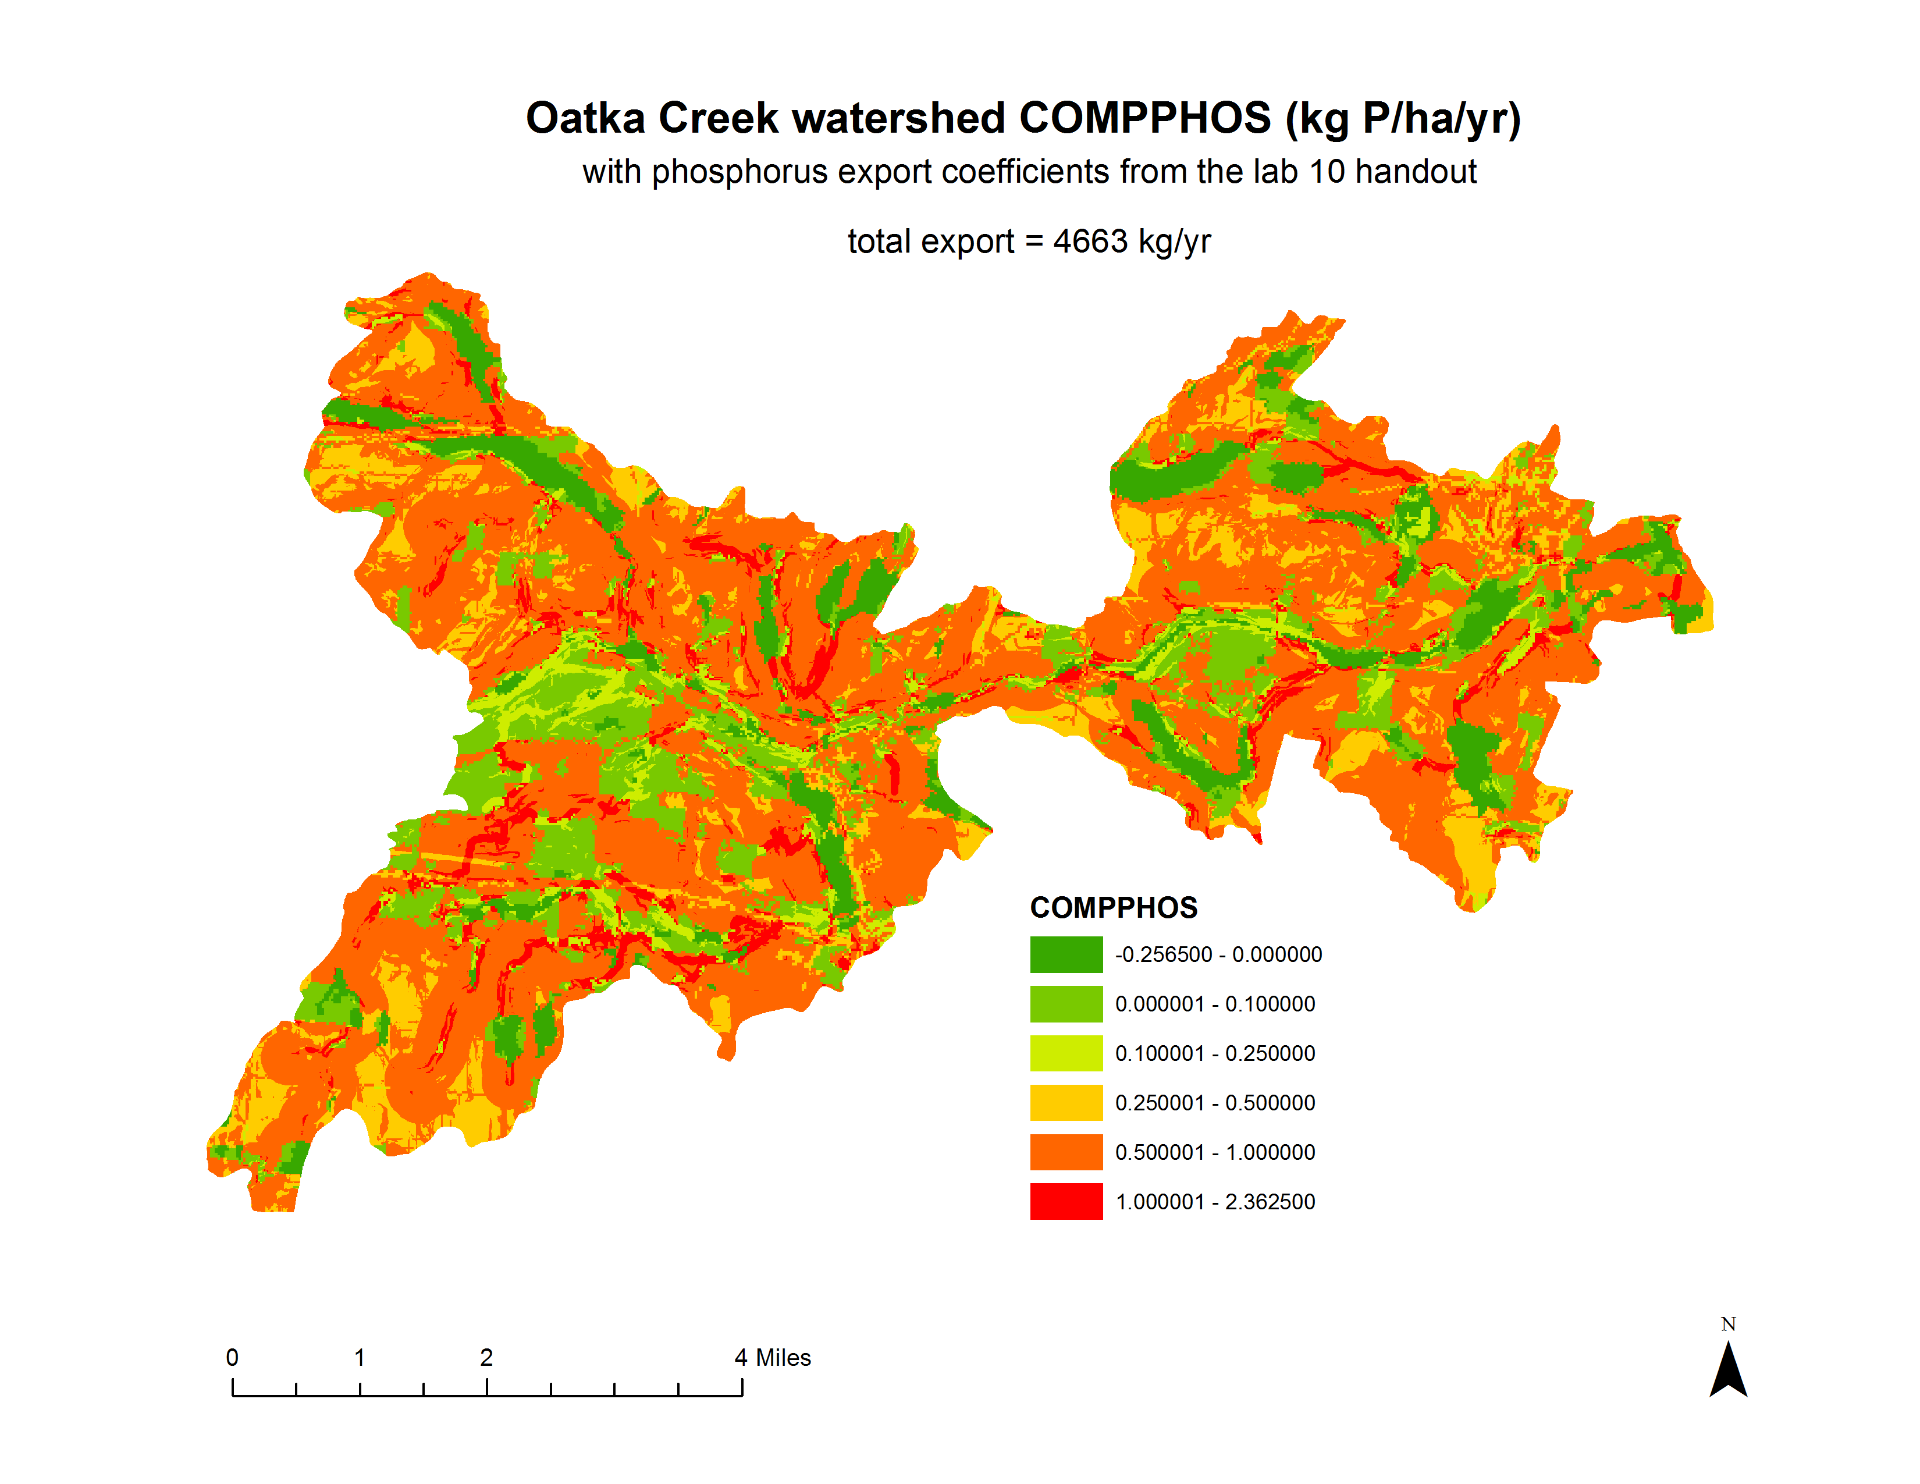 Oatka Creek watershed COMPPHOS (kg P/ha/yr)
with phosphorus export coefficients from the lab 10 handout
total export = 4663 kg/yr
COMPPHOS
-0.256500 - 0.000000
0.000001 - 0.100000
0.100001 - 0.250000
0.250001 - 0.500000
0.500001 - 1.000000
1.000001 - 2.362500
0 1 2 4 Miles
N